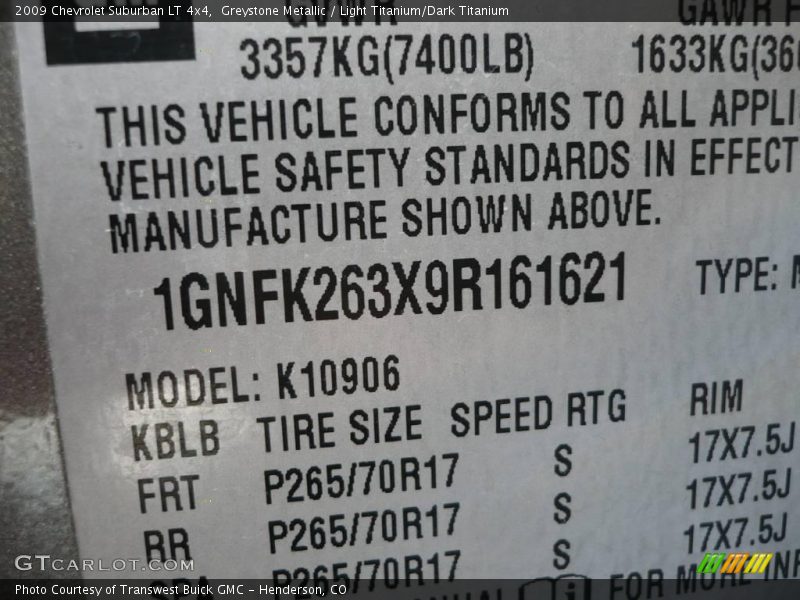 2009 Chevrolet Suburban LT 4x4, Greystone Metallic / Light Titanium/Dark Titanium
GVWR GAWR F
3357KG(7400LB) 1633KG(36
THIS VEHICLE CONFORMS TO ALL APPLI
VEHICLE SAFETY STANDARDS IN EFFECT
MANUFACTURE SHOWN ABOVE.
1GNFK263X9R161621 TYPE: M
MODEL: K10906
KBLB TIRE SIZE SPEED RTG RIM
FRT P265/70R17 S 17X7.5J
RR P265/70R17 S 17X7.5J
SPA P265/70R17 S 17X7.5J
FOR MORE INF
GTCARLOT.COM
Photo Courtesy of Transwest Buick GMC - Henderson, CO